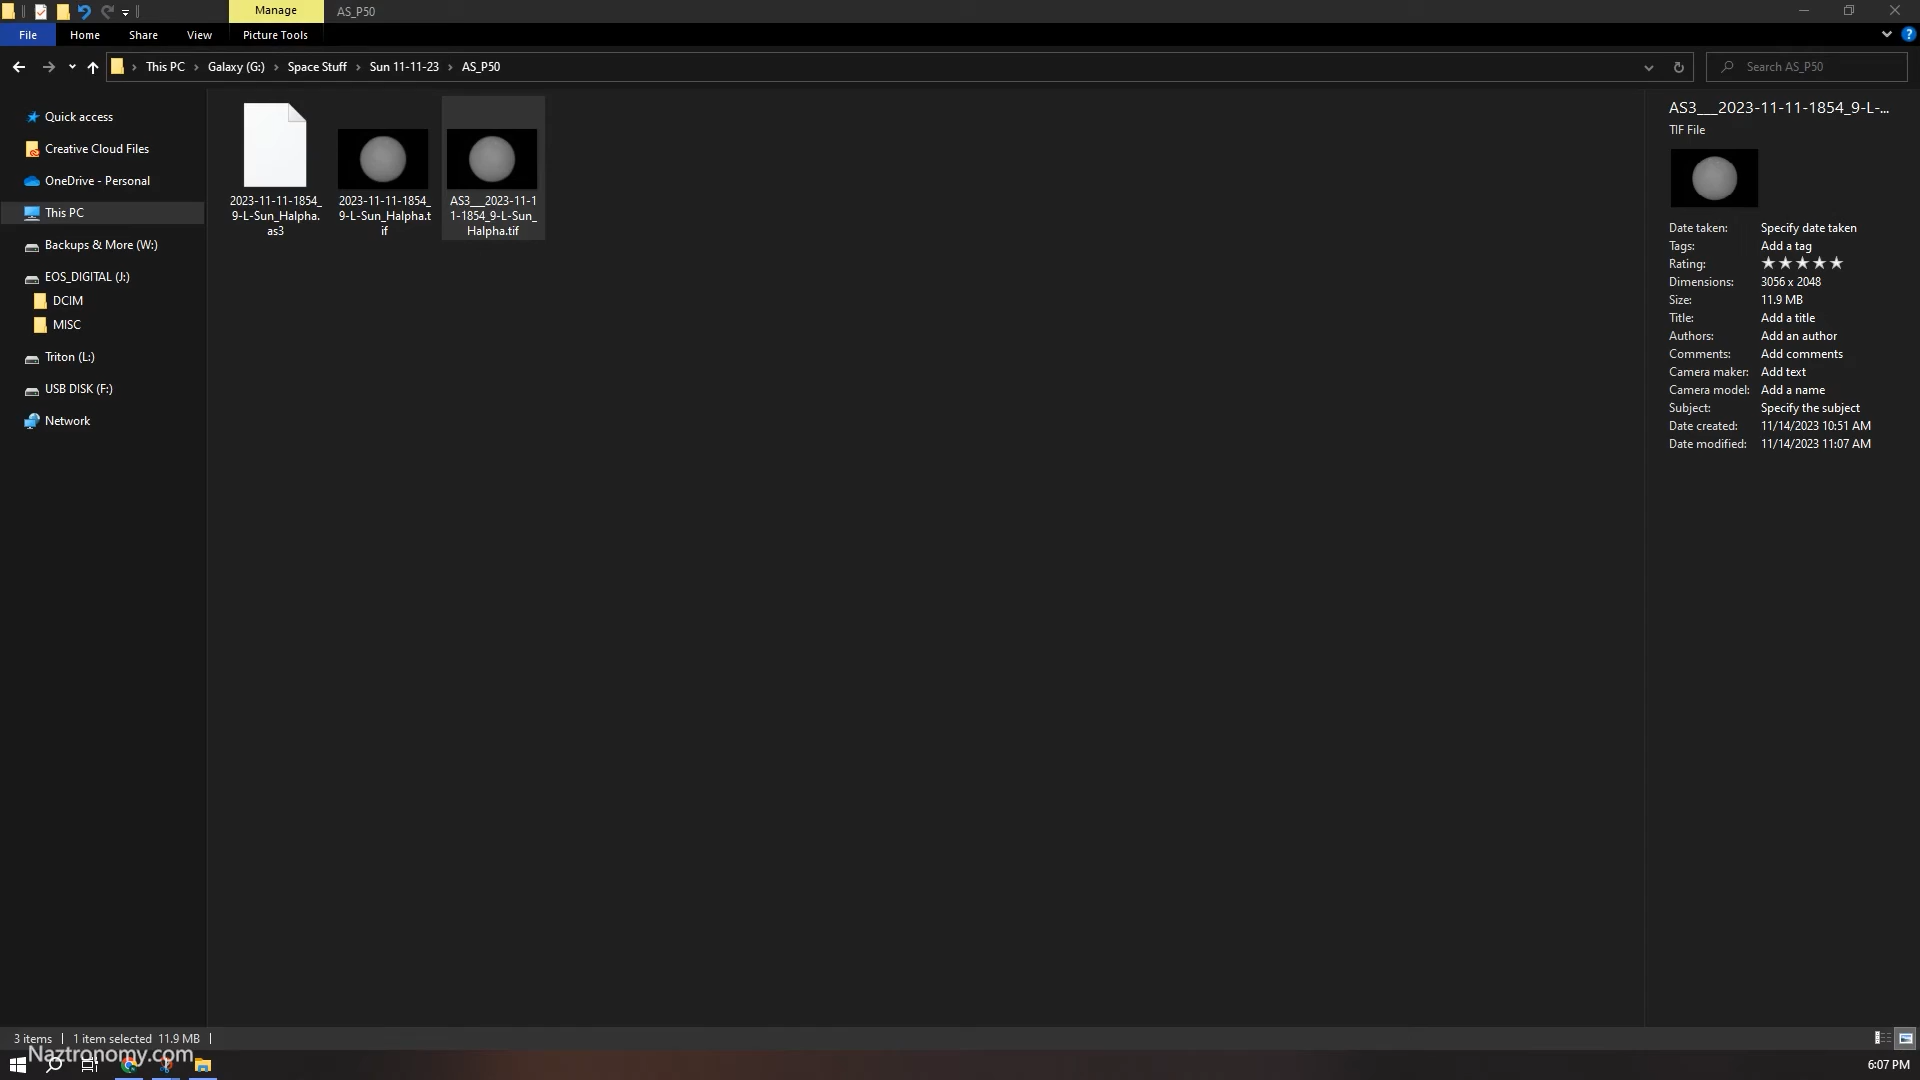 Manage
AS_P50
File
Home
Share
View
Picture Tools
This PC
Galaxy (G:)
Space Stuff
Sun 11-11-23
AS_P50
Search AS_P50
Quick access
Creative Cloud Files
OneDrive - Personal
This PC
Backups & More (W:)
EOS_DIGITAL (J:)
DCIM
MISC
Triton (L:)
USB DISK (F:)
Network
2023-11-11-1854_
9-L-Sun_Halpha.
as3
2023-11-11-1854_
9-L-Sun_Halpha.t
if
AS3___2023-11-1
1-1854_9-L-Sun_
Halpha.tif
AS3___2023-11-11-1854_9-L-...
TIF File
Date taken: Specify date taken
Tags: Add a tag
Rating:
Dimensions: 3056 x 2048
Size: 11.9 MB
Title: Add a title
Authors: Add an author
Comments: Add comments
Camera maker: Add text
Camera model: Add a name
Subject: Specify the subject
Date created: 11/14/2023 10:51 AM
Date modified: 11/14/2023 11:07 AM
3 items
1 item selected 11.9 MB
Naztronomy.com
6:07 PM